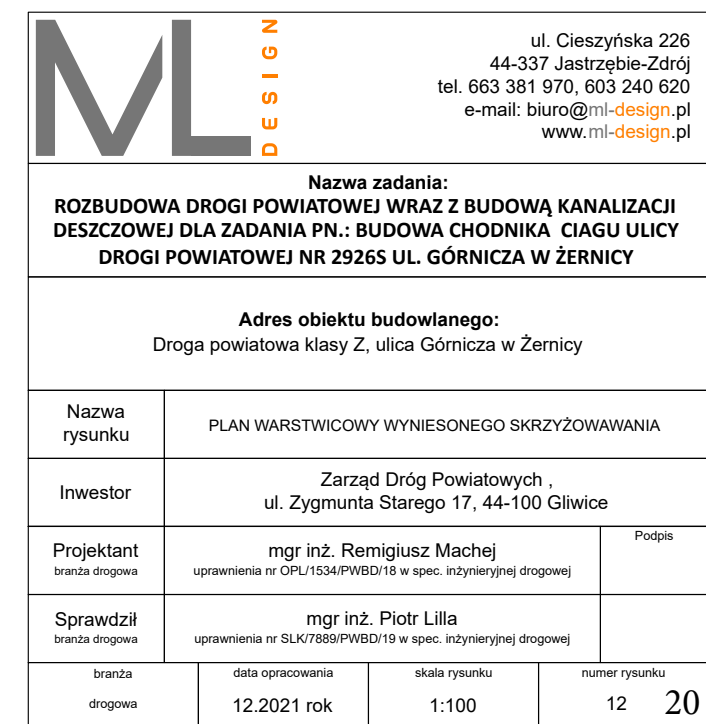 ML
DESIGN
ul. Cieszyńska 226
44-337 Jastrzębie-Zdrój
tel. 663 381 970, 603 240 620
e-mail: biuro@ml-design.pl
www.ml-design.pl
Nazwa zadania:
ROZBUDOWA DROGI POWIATOWEJ WRAZ Z BUDOWĄ KANALIZACJI
DESZCZOWEJ DLA ZADANIA PN.: BUDOWA CHODNIKA CIAGU ULICY
DROGI POWIATOWEJ NR 2926S UL. GÓRNICZA W ŻERNICY
Adres obiektu budowlanego:
Droga powiatowa klasy Z, ulica Górnicza w Żernicy
Nazwa
rysunku
PLAN WARSTWICOWY WYNIESONEGO SKRZYŻOWAWANIA
Inwestor
Zarząd Dróg Powiatowych ,
ul. Zygmunta Starego 17, 44-100 Gliwice
Projektant
branża drogowa
mgr inż. Remigiusz Machej
uprawnienia nr OPL/1534/PWBD/18 w spec. inżynieryjnej drogowej
Podpis
Sprawdził
branża drogowa
mgr inż. Piotr Lilla
uprawnienia nr SLK/7889/PWBD/19 w spec. inżynieryjnej drogowej
branża
drogowa
data opracowania
12.2021 rok
skala rysunku
1:100
numer rysunku
12 20